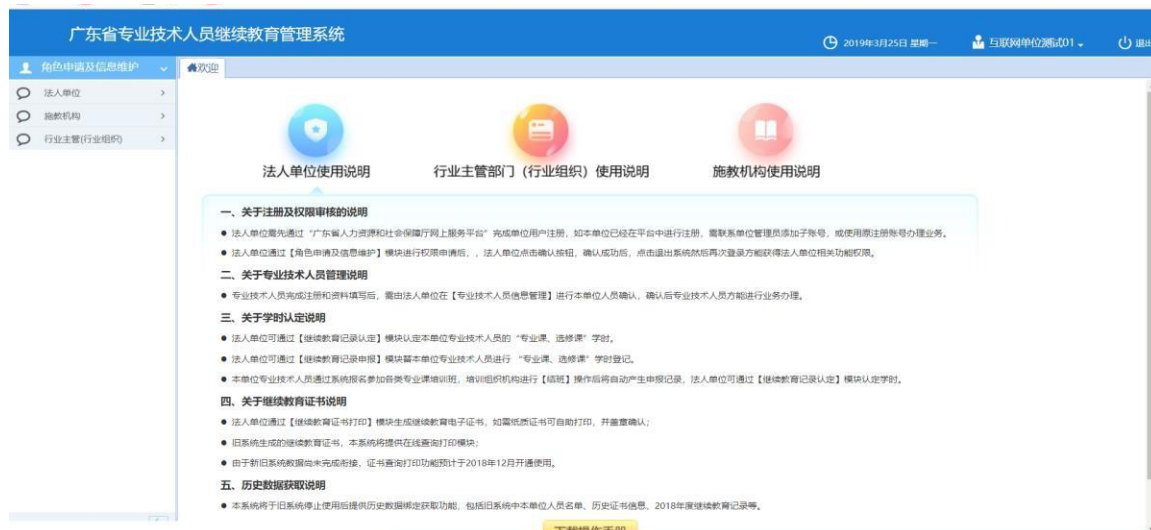 广东省专业技术人员继续教育管理系统
2019年3月25日 星期一
互联网单位测试01
退出
角色申请及信息维护
欢迎
法人单位
施教机构
行业主管(行业组织)
法人单位使用说明
行业主管部门（行业组织）使用说明
施教机构使用说明
一、关于注册及权限审核的说明
● 法人单位需先通过“广东省人力资源和社会保障厅网上服务平台”完成单位用户注册，如本单位已经在平台中进行注册，需联系单位管理员添加子账号，或使用原注册账号办理业务。
● 法人单位通过【角色申请及信息维护】模块进行权限申请后，，法人单位点击确认按钮，确认成功后，点击退出系统然后再次登录方能获得法人单位相关功能权限。
二、关于专业技术人员管理说明
● 专业技术人员完成注册和资料填写后，需由法人单位在【专业技术人员信息管理】进行本单位人员确认，确认后专业技术人员方能进行业务办理。
三、关于学时认定说明
● 法人单位可通过【继续教育记录认定】模块认定本单位专业技术人员的“专业课、选修课”学时。
● 法人单位可通过【继续教育记录申报】模块替本单位专业技术人员进行 “专业课、选修课”学时登记。
● 本单位专业技术人员通过系统报名参加各类专业课培训班，培训组织机构进行【结班】操作后将自动产生申报记录，法人单位可通过【继续教育记录认定】模块认定学时。
四、关于继续教育证书说明
● 法人单位通过【继续教育证书打印】模块生成继续教育电子证书，如需纸质证书可自助打印，并盖章确认；
● 旧系统生成的继续教育证书，本系统将提供在线查询打印模块；
● 由于新旧系统数据尚未完成衔接，证书查询打印功能预计于2018年12月开通使用。
五、历史数据获取说明
● 本系统将于旧系统停止使用后提供历史数据绑定获取功能，包括旧系统中本单位人员名单、历史证书信息、2018年度继续教育记录等。
下载操作手册